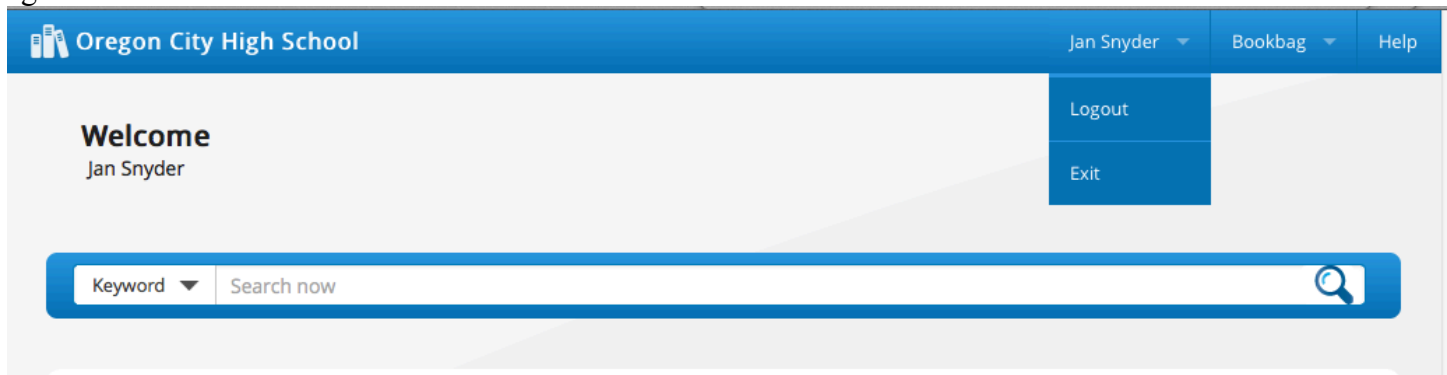 Oregon City High School Jan Snyder Bookbag Help
Logout
Exit
Welcome
Jan Snyder
Keyword Search now